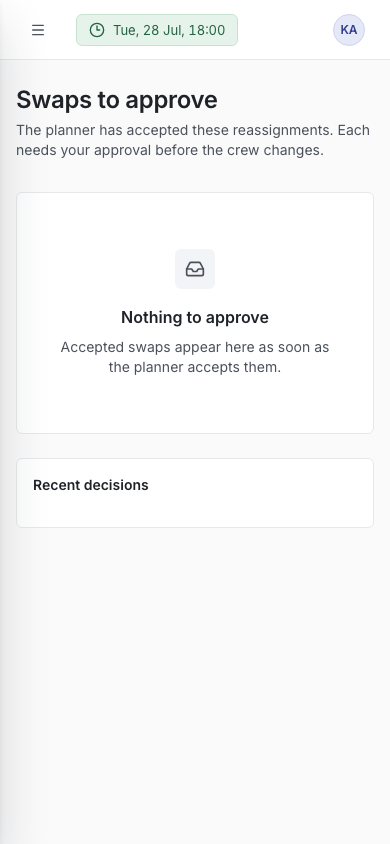 Tue, 28 Jul, 18:00
KA
Swaps to approve
The planner has accepted these reassignments. Each
needs your approval before the crew changes.
Nothing to approve
Accepted swaps appear here as soon as
the planner accepts them.
Recent decisions